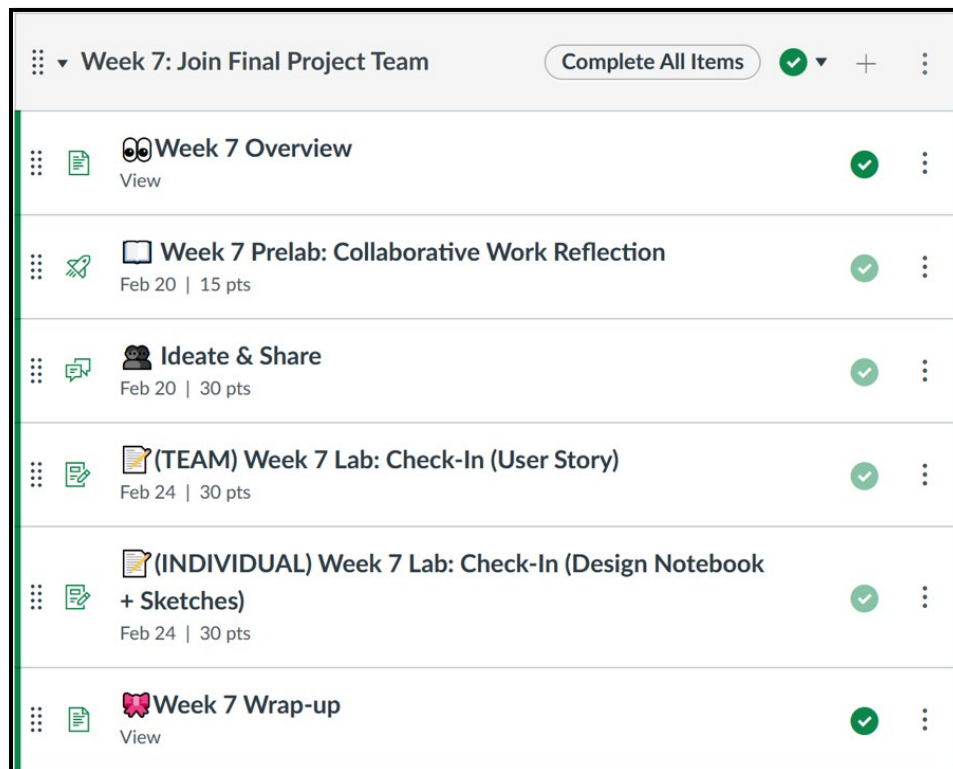 Week 7: Join Final Project Team
Complete All Items
Week 7 Overview
View
Week 7 Prelab: Collaborative Work Reflection
Feb 20 | 15 pts
Ideate & Share
Feb 20 | 30 pts
(TEAM) Week 7 Lab: Check-In (User Story)
Feb 24 | 30 pts
(INDIVIDUAL) Week 7 Lab: Check-In (Design Notebook
+ Sketches)
Feb 24 | 30 pts
Week 7 Wrap-up
View